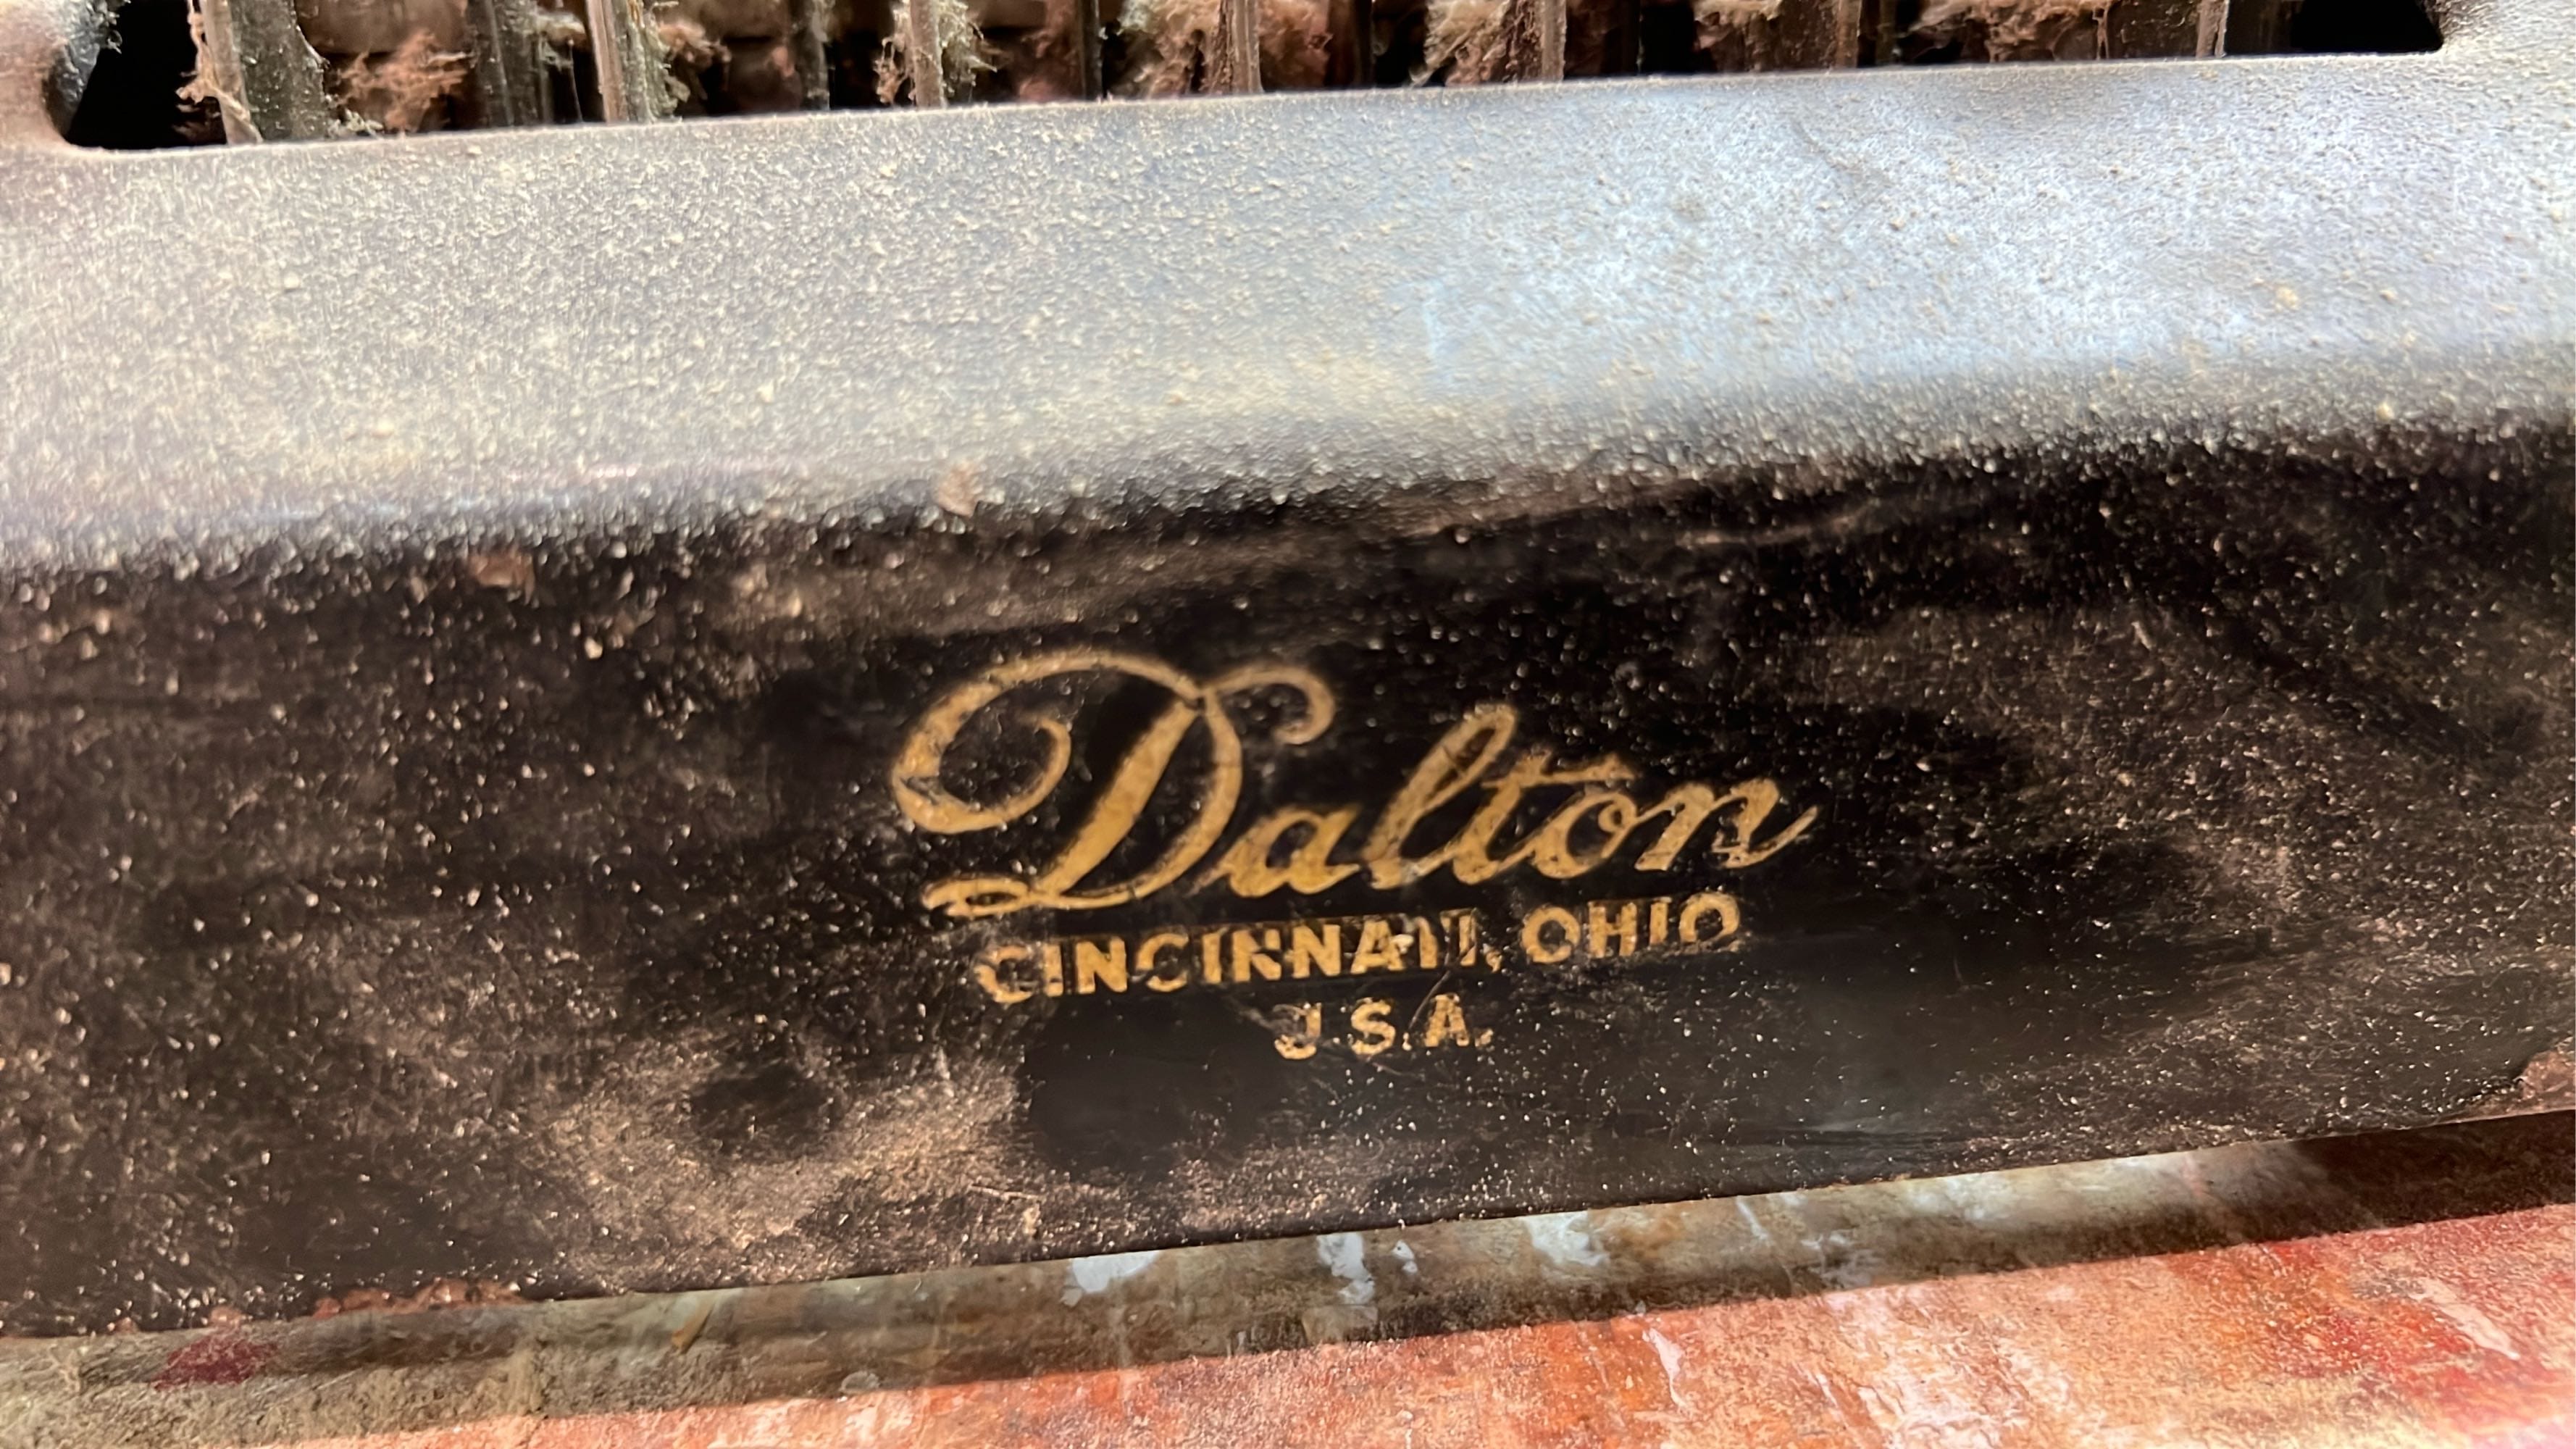 Dalton
CINCINNATI, OHIO
U.S.A.